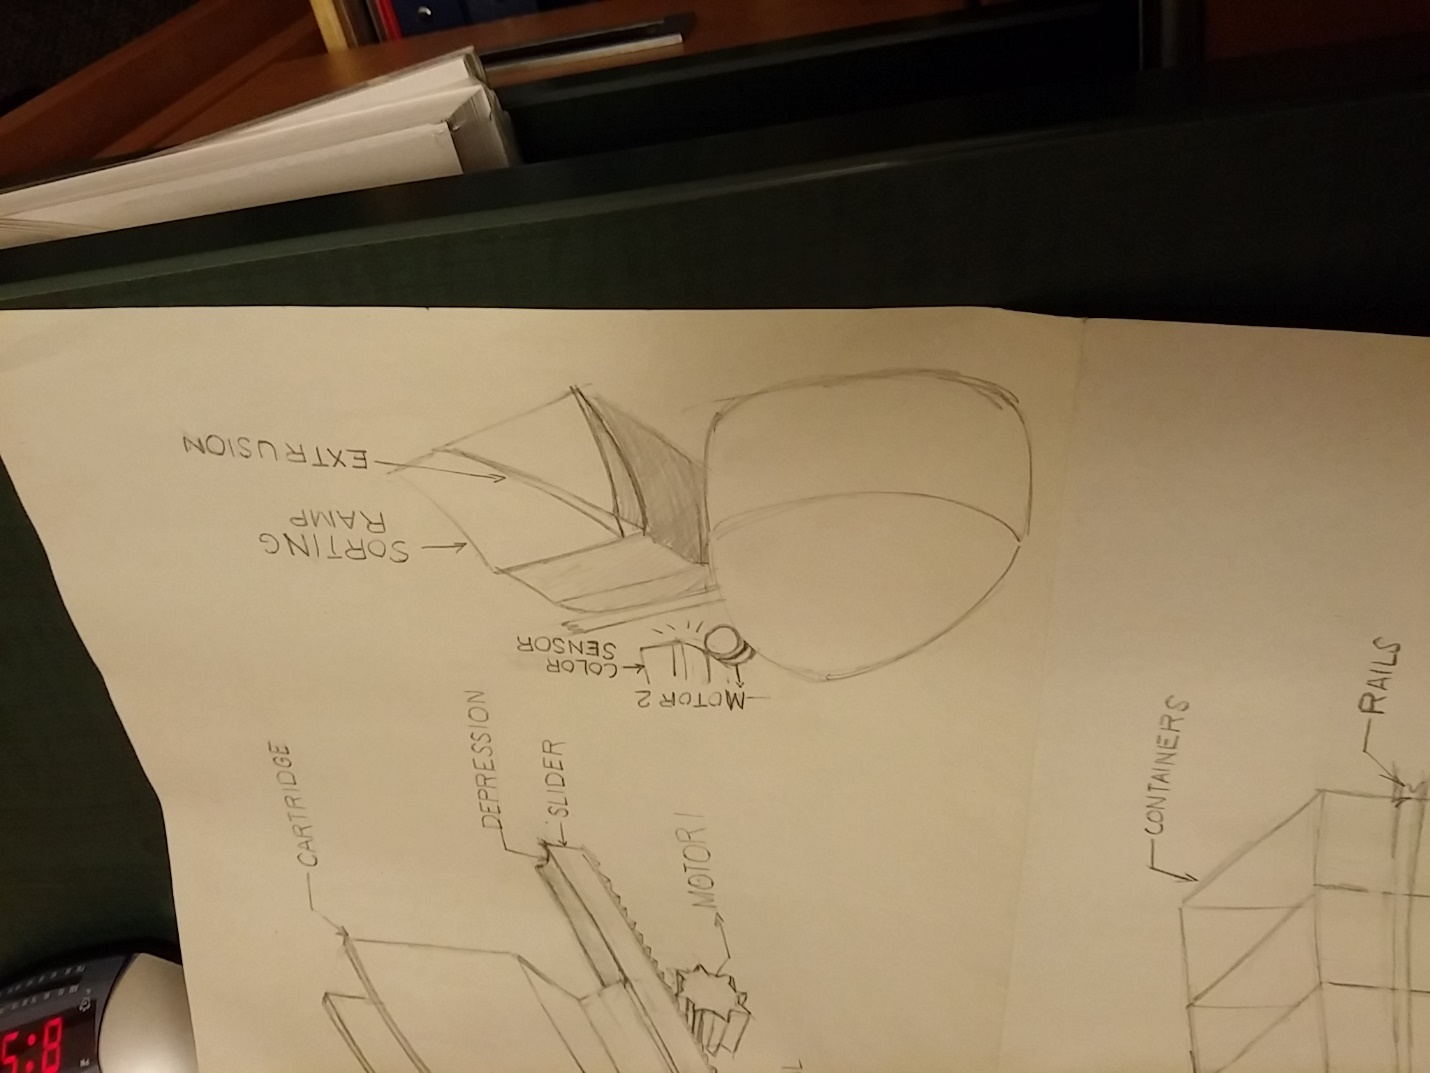 EXTRUSION
SORTING
RAMP
COLOR
SENSOR
MOTOR 2
CARTRIDGE
DEPRESSION
SLIDER
MOTOR 1
CONTAINERS
RAILS